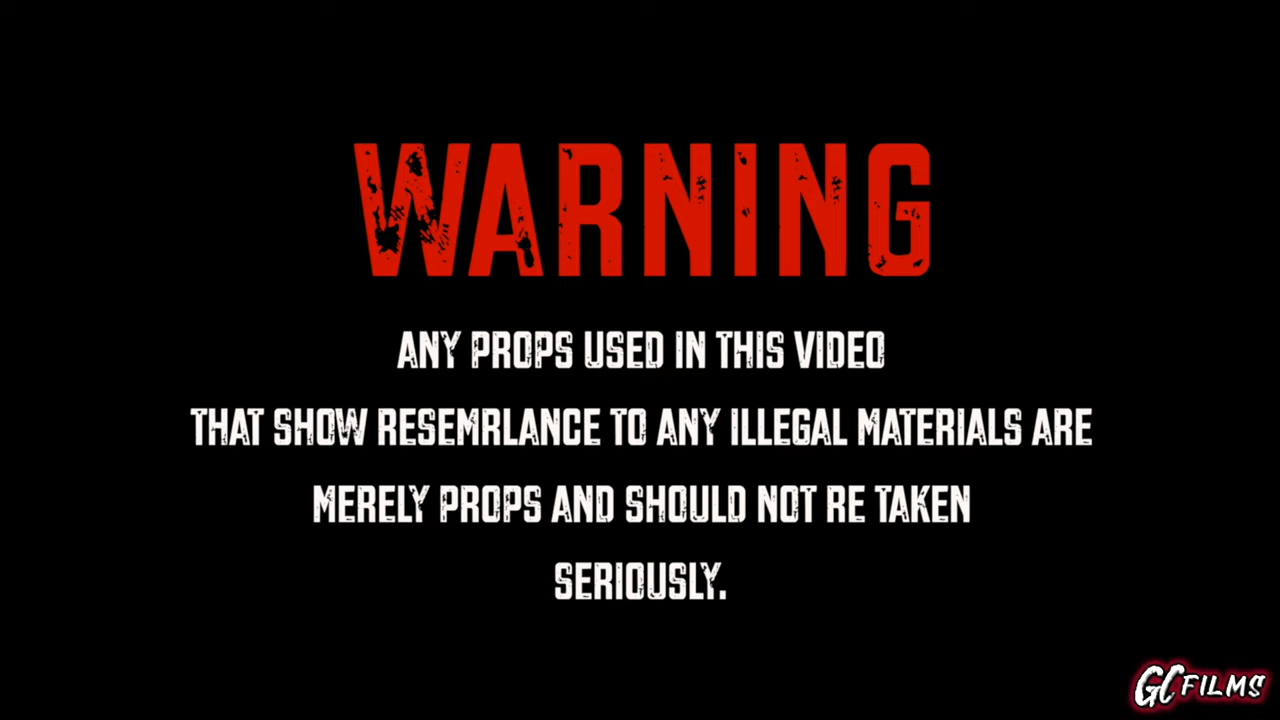 WARNING
ANY PROPS USED IN THIS VIDEO
THAT SHOW RESEMRLANCE TO ANY ILLEGAL MATERIALS ARE
MERELY PROPS AND SHOULD NOT RE TAKEN
SERIOUSLY.
GC FILMS